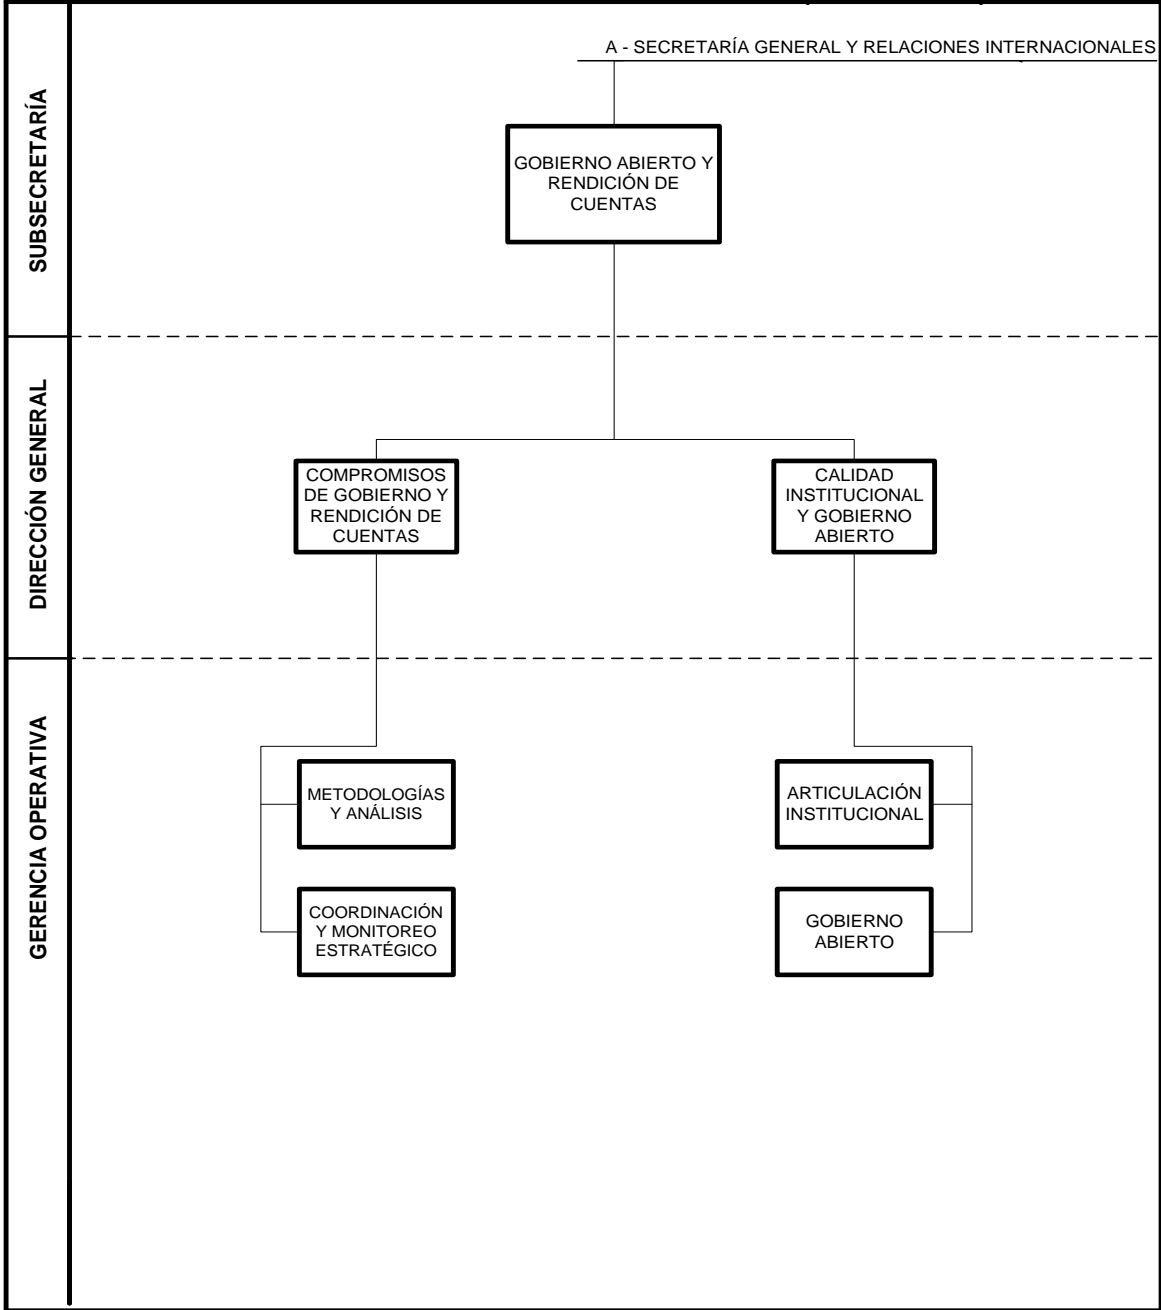 A - SECRETARÍA GENERAL Y RELACIONES INTERNACIONALES
SUBSECRETARÍA
GOBIERNO ABIERTO Y
RENDICIÓN DE
CUENTAS
DIRECCIÓN GENERAL
COMPROMISOS
DE GOBIERNO Y
RENDICIÓN DE
CUENTAS
CALIDAD
INSTITUCIONAL
Y GOBIERNO
ABIERTO
GERENCIA OPERATIVA
METODOLOGÍAS
Y ANÁLISIS
ARTICULACIÓN
INSTITUCIONAL
COORDINACIÓN
Y MONITOREO
ESTRATÉGICO
GOBIERNO
ABIERTO